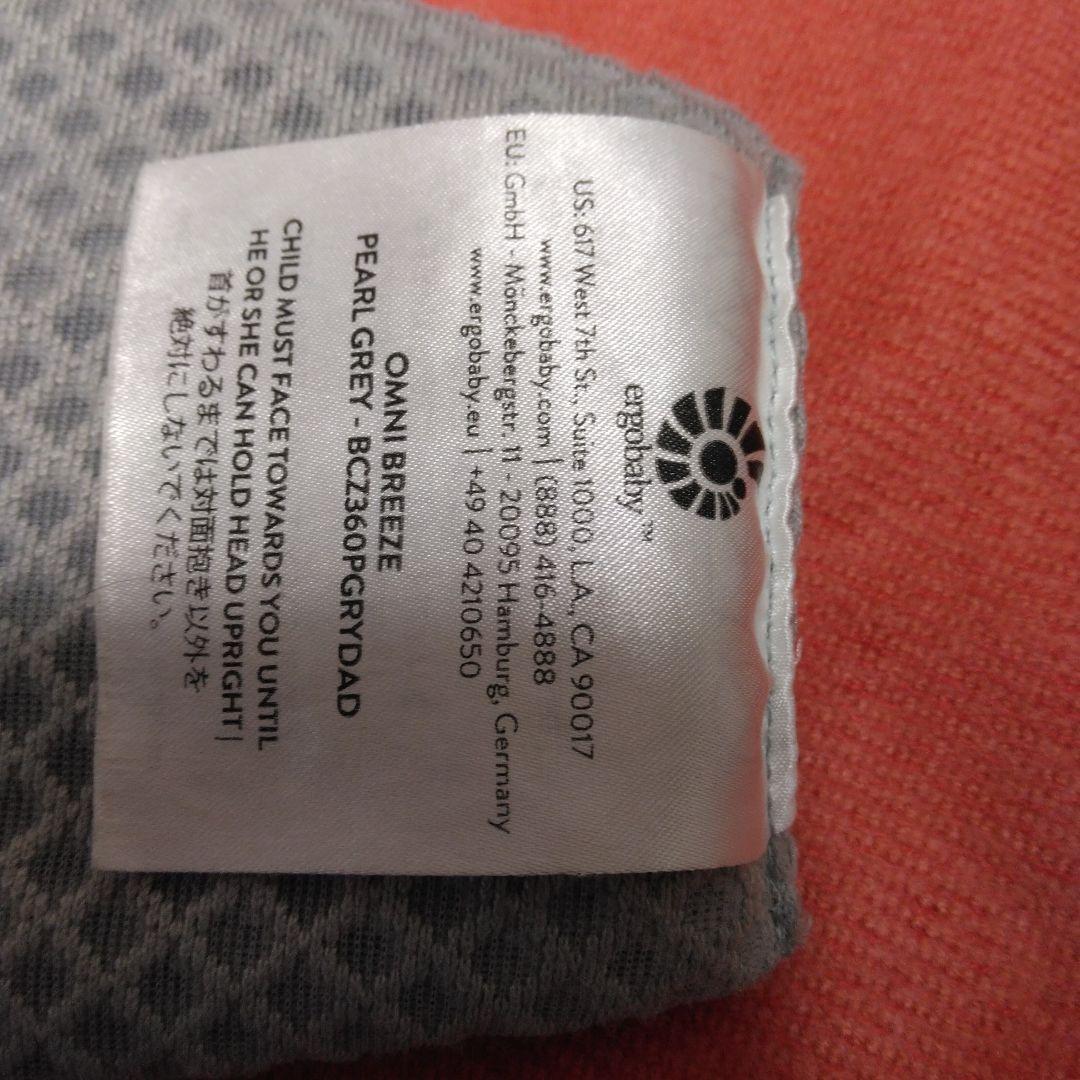 ergobaby™
US: 617 West 7th St., Suite 1000, L.A., CA 90017
www.ergobaby.com | (888) 416-4888
EU: GmbH - Mönckebergstr. 11 - 20095 Hamburg, Germany
www.ergobaby.eu | +49 40 4210650
OMNI BREEZE
PEARL GREY - BCZ360PGRYDAD
CHILD MUST FACE TOWARDS YOU UNTIL
HE OR SHE CAN HOLD HEAD UPRIGHT |
首がすわるまでは対面抱き以外を
絶対にしないでください。